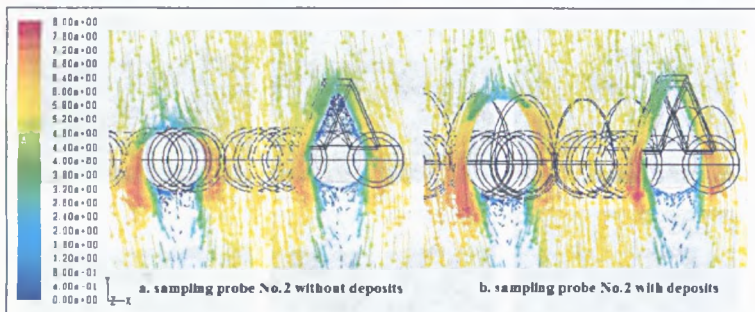 8.00e+00
7.60e+00
7.20e+00
6.80e+00
6.40e+00
6.00e+00
5.60e+00
5.20e+00
4.80e+00
4.40e+00
4.00e+00
3.60e+00
3.20e+00
2.80e+00
2.40e+00
2.00e+00
1.60e+00
1.20e+00
8.00e-01
4.00e-01
0.00e+00
Y
Z X
a. sampling probe No.2 without deposits
b. sampling probe No.2 with deposits